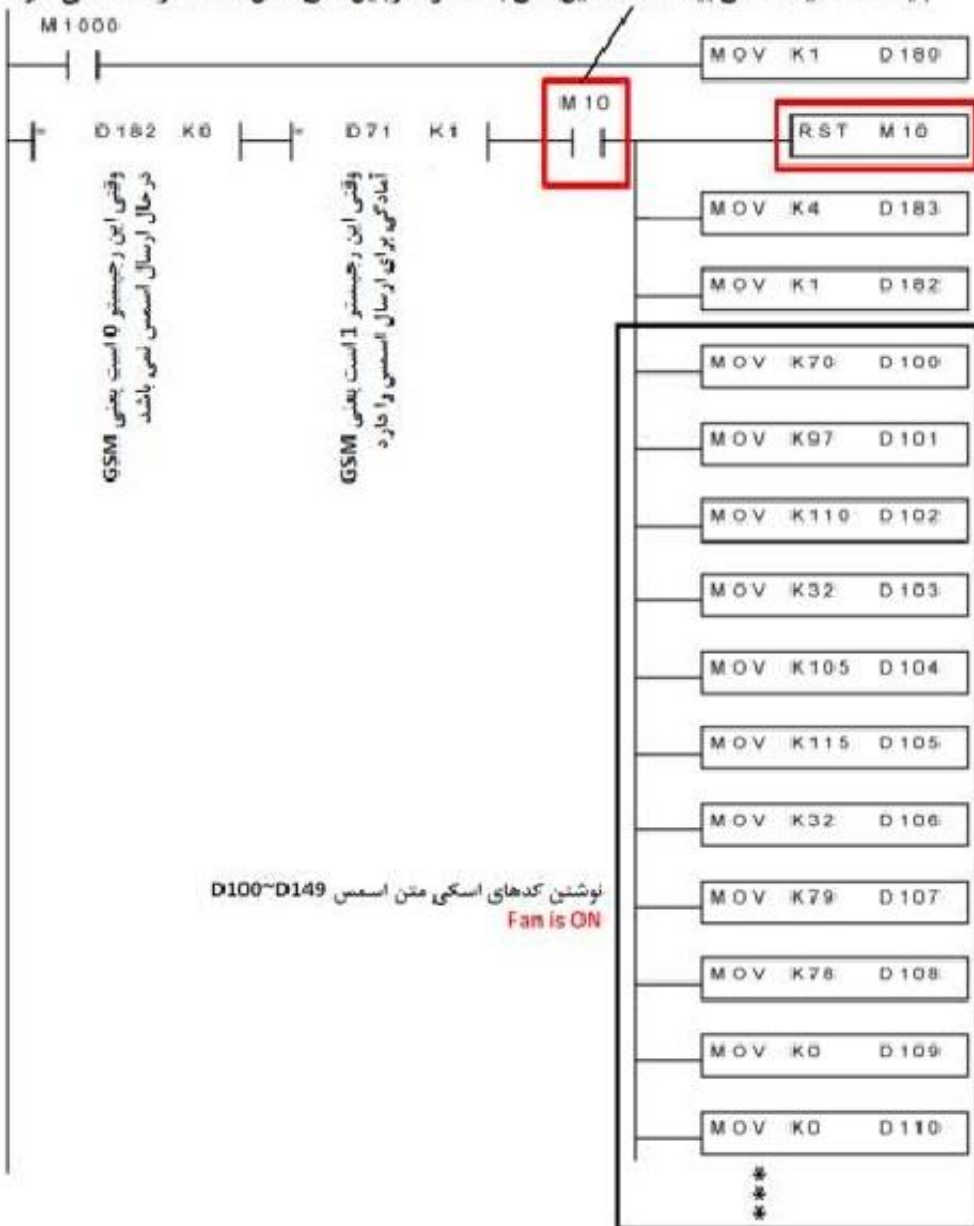 M1000
MOV K1 D180
M10
= D182 K0
= D71 K1
RST M10
وقتی این رجیستر 0 است یعنی GSM
درحال ارسال اسمس نمی باشد
وقتی این رجیستر 1 است یعنی GSM
آمادگی برای ارسال اسمس را دارد
MOV K4 D183
MOV K1 D182
MOV K70 D100
MOV K97 D101
MOV K110 D102
MOV K32 D103
MOV K105 D104
MOV K115 D105
MOV K32 D106
نوشتن کدهای اسکی متن اسمس D100~D149
Fan is ON
MOV K79 D107
MOV K78 D108
MOV K0 D109
MOV K0 D110
***